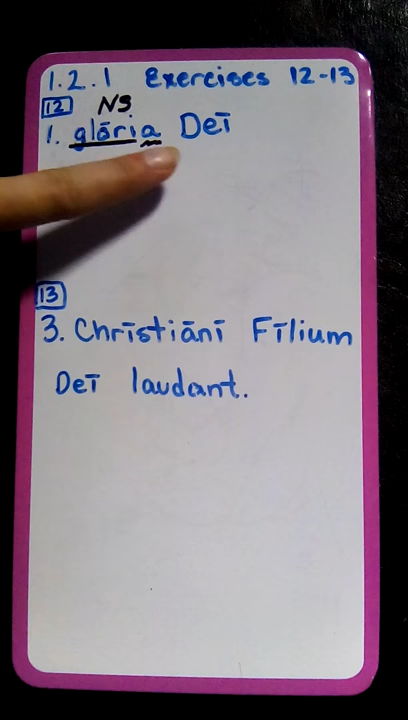 1.2.1 Exercises 12-13
12 NS
1. glōria Deī
13
3. Chrīstiānī Fīlium
Deī laudant.